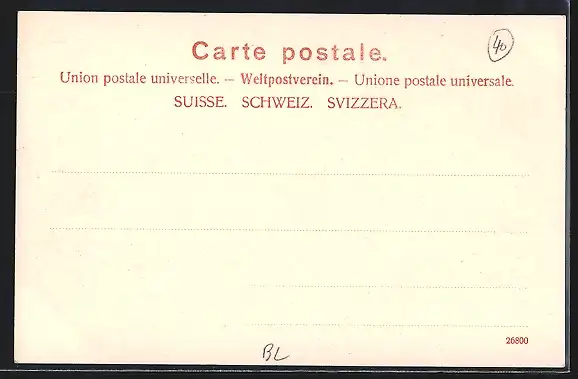 Carte postale.
40
Union postale universelle. — Weltpostverein. — Unione postale universale.
SUISSE. SCHWEIZ. SVIZZERA.
26800
BL